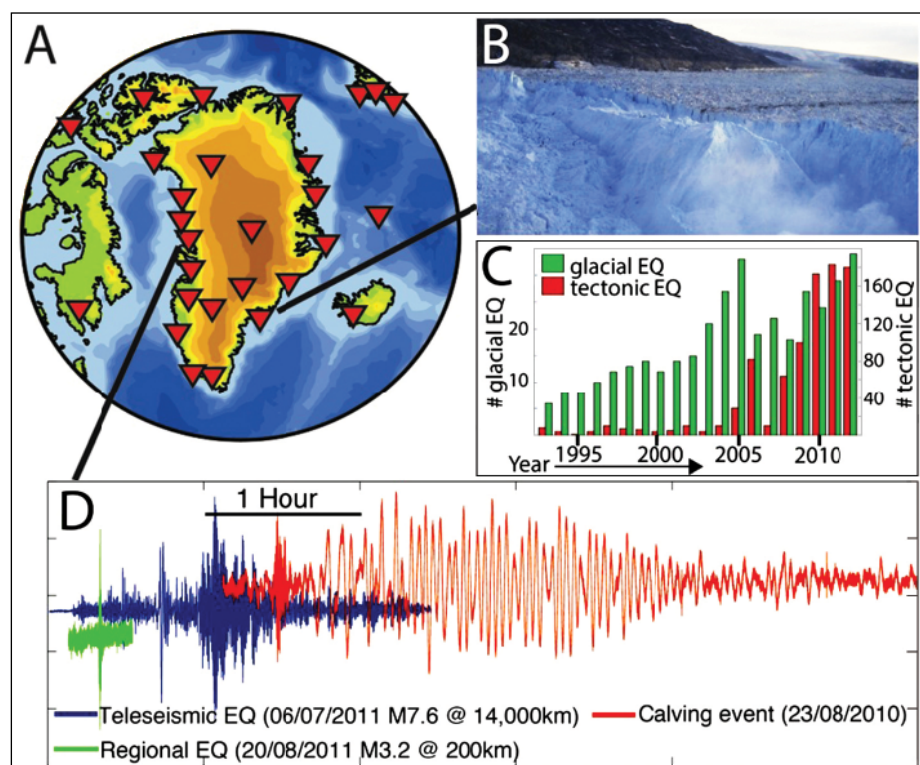 A
B
C
glacial EQ
tectonic EQ
# glacial EQ
20
10
# tectonic EQ
160
120
80
40
1995
2000
2005
2010
Year
D
1 Hour
Teleseismic EQ (06/07/2011 M7.6 @ 14,000km)
Calving event (23/08/2010)
Regional EQ (20/08/2011 M3.2 @ 200km)